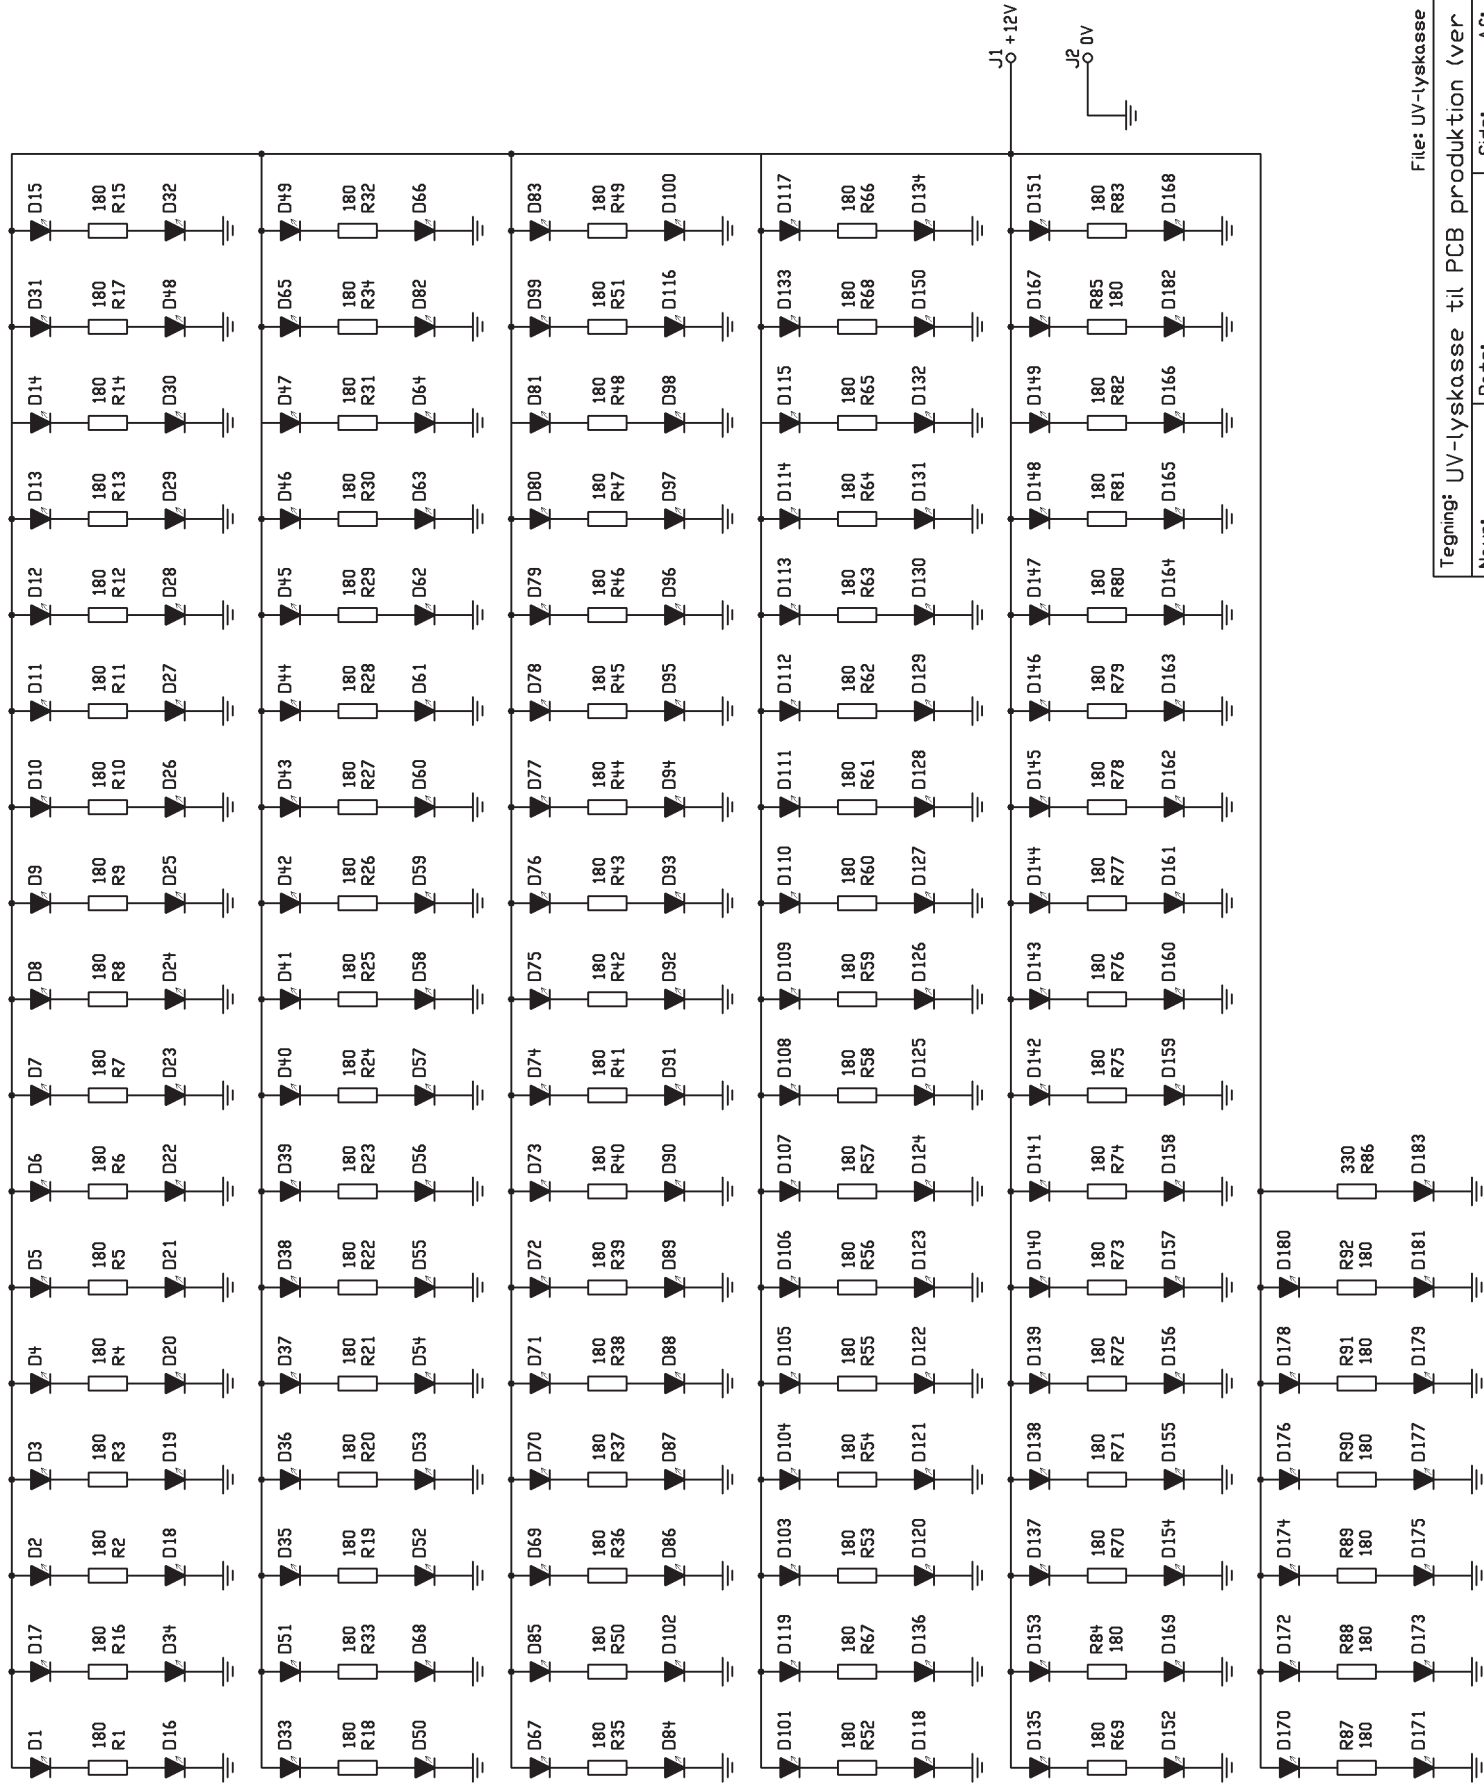 D1 D17 D2 D3 D4 D5 D6 D7 D8 D9 D10 D11 D12 D13 D14 D31 D15
180 180 180 180 180 180 180 180 180 180 180 180 180 180 180 180 180
R1 R16 R2 R3 R4 R5 R6 R7 R8 R9 R10 R11 R12 R13 R14 R17 R15
D16 D34 D18 D19 D20 D21 D22 D23 D24 D25 D26 D27 D28 D29 D30 D48 D32
D33 D51 D35 D36 D37 D38 D39 D40 D41 D42 D43 D44 D45 D46 D47 D65 D49
180 180 180 180 180 180 180 180 180 180 180 180 180 180 180 180 180
R18 R33 R19 R20 R21 R22 R23 R24 R25 R26 R27 R28 R29 R30 R31 R34 R32
D50 D68 D52 D53 D54 D55 D56 D57 D58 D59 D60 D61 D62 D63 D64 D82 D66
D67 D85 D69 D70 D71 D72 D73 D74 D75 D76 D77 D78 D79 D80 D81 D99 D83
180 180 180 180 180 180 180 180 180 180 180 180 180 180 180 180 180
R35 R50 R36 R37 R38 R39 R40 R41 R42 R43 R44 R45 R46 R47 R48 R51 R49
D84 D102 D86 D87 D88 D89 D90 D91 D92 D93 D94 D95 D96 D97 D98 D116 D100
D101 D119 D103 D104 D105 D106 D107 D108 D109 D110 D111 D112 D113 D114 D115 D133 D117
180 180 180 180 180 180 180 180 180 180 180 180 180 180 180 180 180
R52 R67 R53 R54 R55 R56 R57 R58 R59 R60 R61 R62 R63 R64 R65 R68 R66
D118 D136 D120 D121 D122 D123 D124 D125 D126 D127 D128 D129 D130 D131 D132 D150 D134
J1
+12V
D135 D153 D137 D138 D139 D140 D141 D142 D143 D144 D145 D146 D147 D148 D149 D167 D151
J2
0V
180 R84 180 180 180 180 180 180 180 180 180 180 180 180 180 R85 180
R69 180 R70 R71 R72 R73 R74 R75 R76 R77 R78 R79 R80 R81 R82 180 R83
D152 D169 D154 D155 D156 D157 D158 D159 D160 D161 D162 D163 D164 D165 D166 D182 D168
D170 D172 D174 D176 D178 D180
R87 R88 R89 R90 R91 R92 330
180 180 180 180 180 180 R86
D171 D173 D175 D177 D179 D181 D183
File: UV-lyskasse
Tegning: UV-lyskasse til PCB produktion (ver